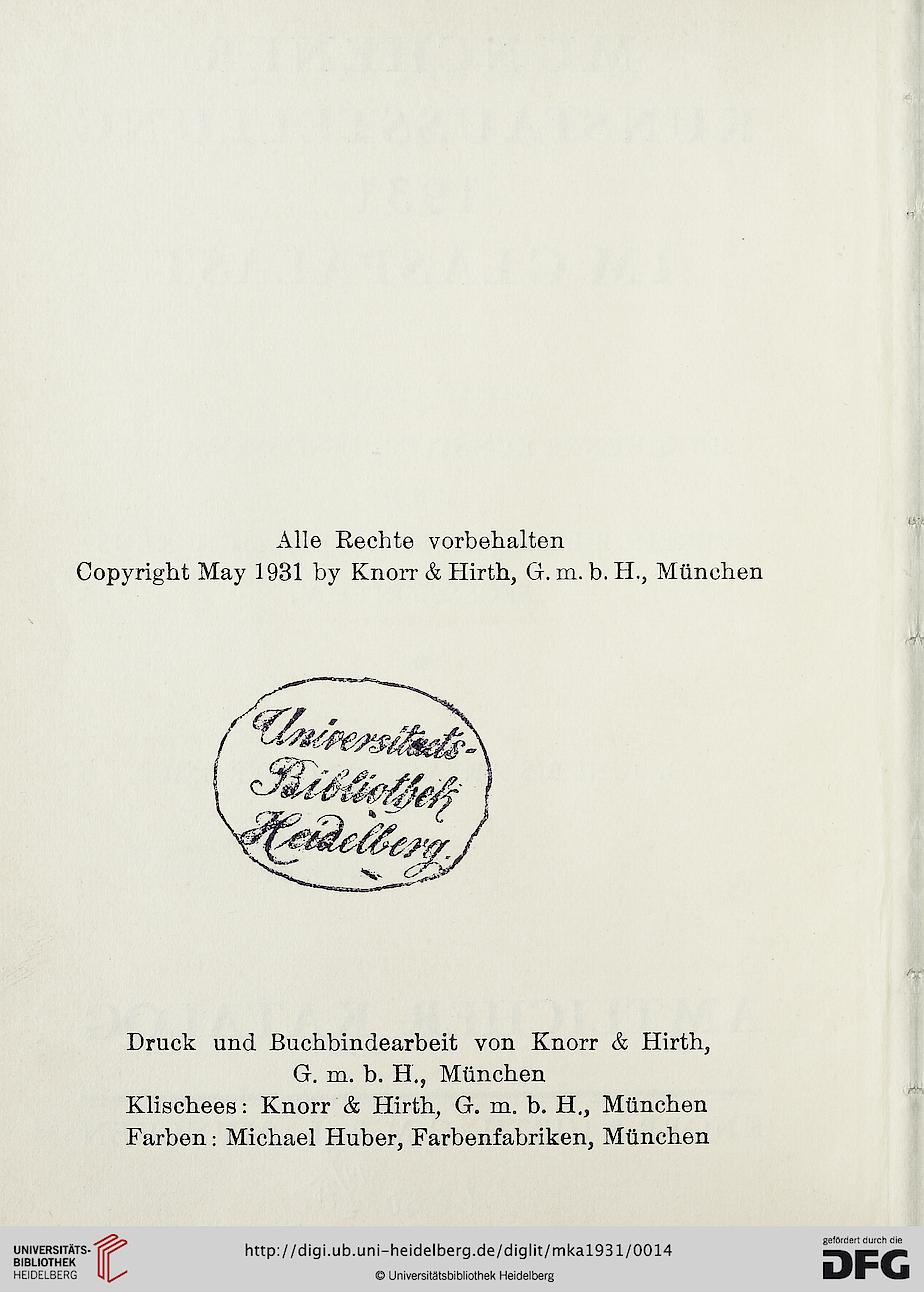 Alle Rechte vorbehalten
Copyright May 1931 by Knorr & Hirth, G. m. b. H., München
Universitaets-
Bibliothek
Heidelberg.
Druck und Buchbindearbeit von Knorr & Hirth,
G. m. b. H., München
Klischees: Knorr & Hirth, G. m. b. H., München
Farben: Michael Huber, Farbenfabriken, München
UNIVERSITÄTS-
BIBLIOTHEK
HEIDELBERG
http://digi.ub.uni-heidelberg.de/diglit/mka1931/0014
© Universitätsbibliothek Heidelberg
gefördert durch die
DFG